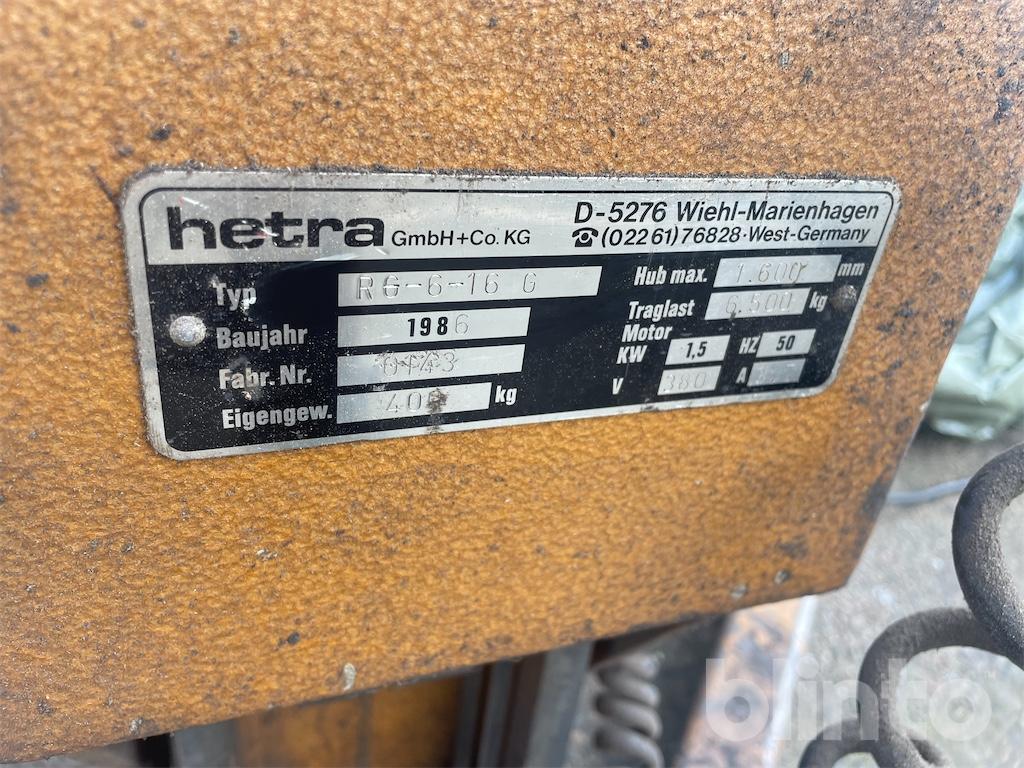 hetra GmbH+Co. KG
D-5276 Wiehl-Marienhagen
☎(02261)76828·West-Germany
Typ RG-6-16 G
Baujahr 1986
Fabr. Nr.
Eigengew. kg
Hub max. 1.600 mm
Traglast 6.500 kg
Motor
KW 1,5 HZ 50
V 380 A
blinto